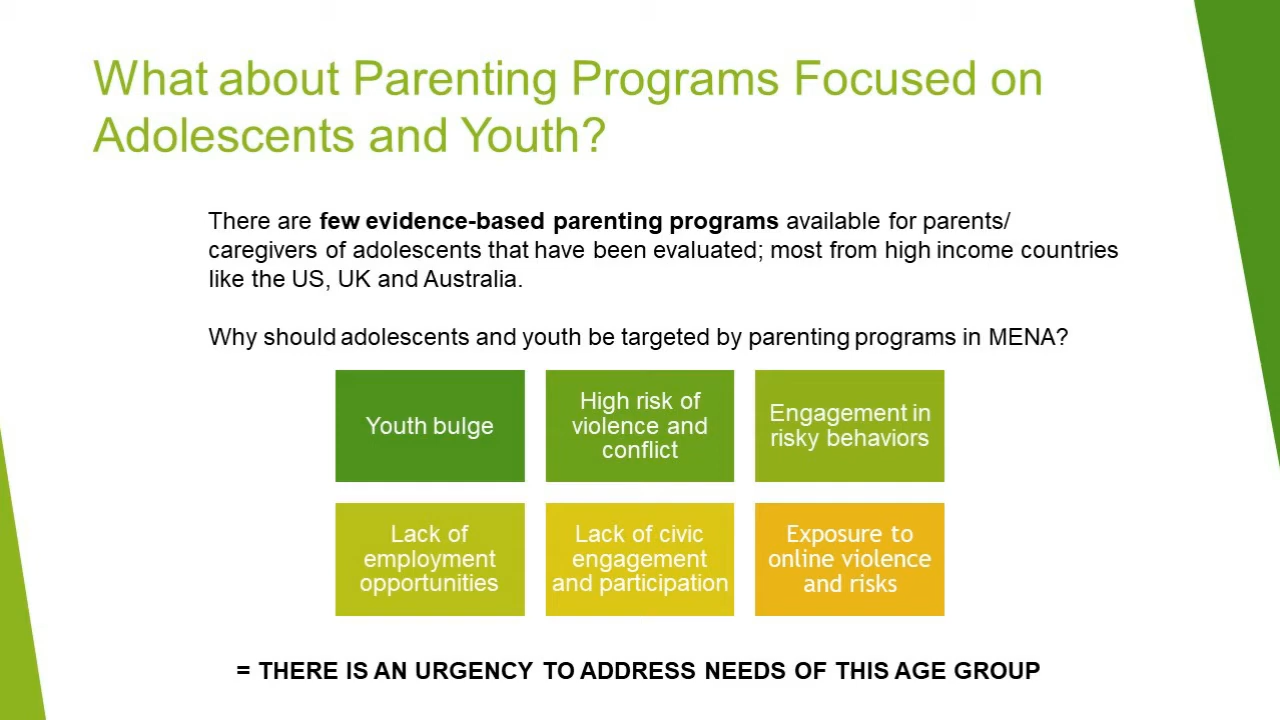 What about Parenting Programs Focused on
Adolescents and Youth?
There are few evidence-based parenting programs available for parents/
caregivers of adolescents that have been evaluated; most from high income countries
like the US, UK and Australia.
Why should adolescents and youth be targeted by parenting programs in MENA?
Youth bulge
High risk of
violence and
conflict
Engagement in
risky behaviors
Lack of
employment
opportunities
Lack of civic
engagement
and participation
Exposure to
online violence
and risks
= THERE IS AN URGENCY TO ADDRESS NEEDS OF THIS AGE GROUP